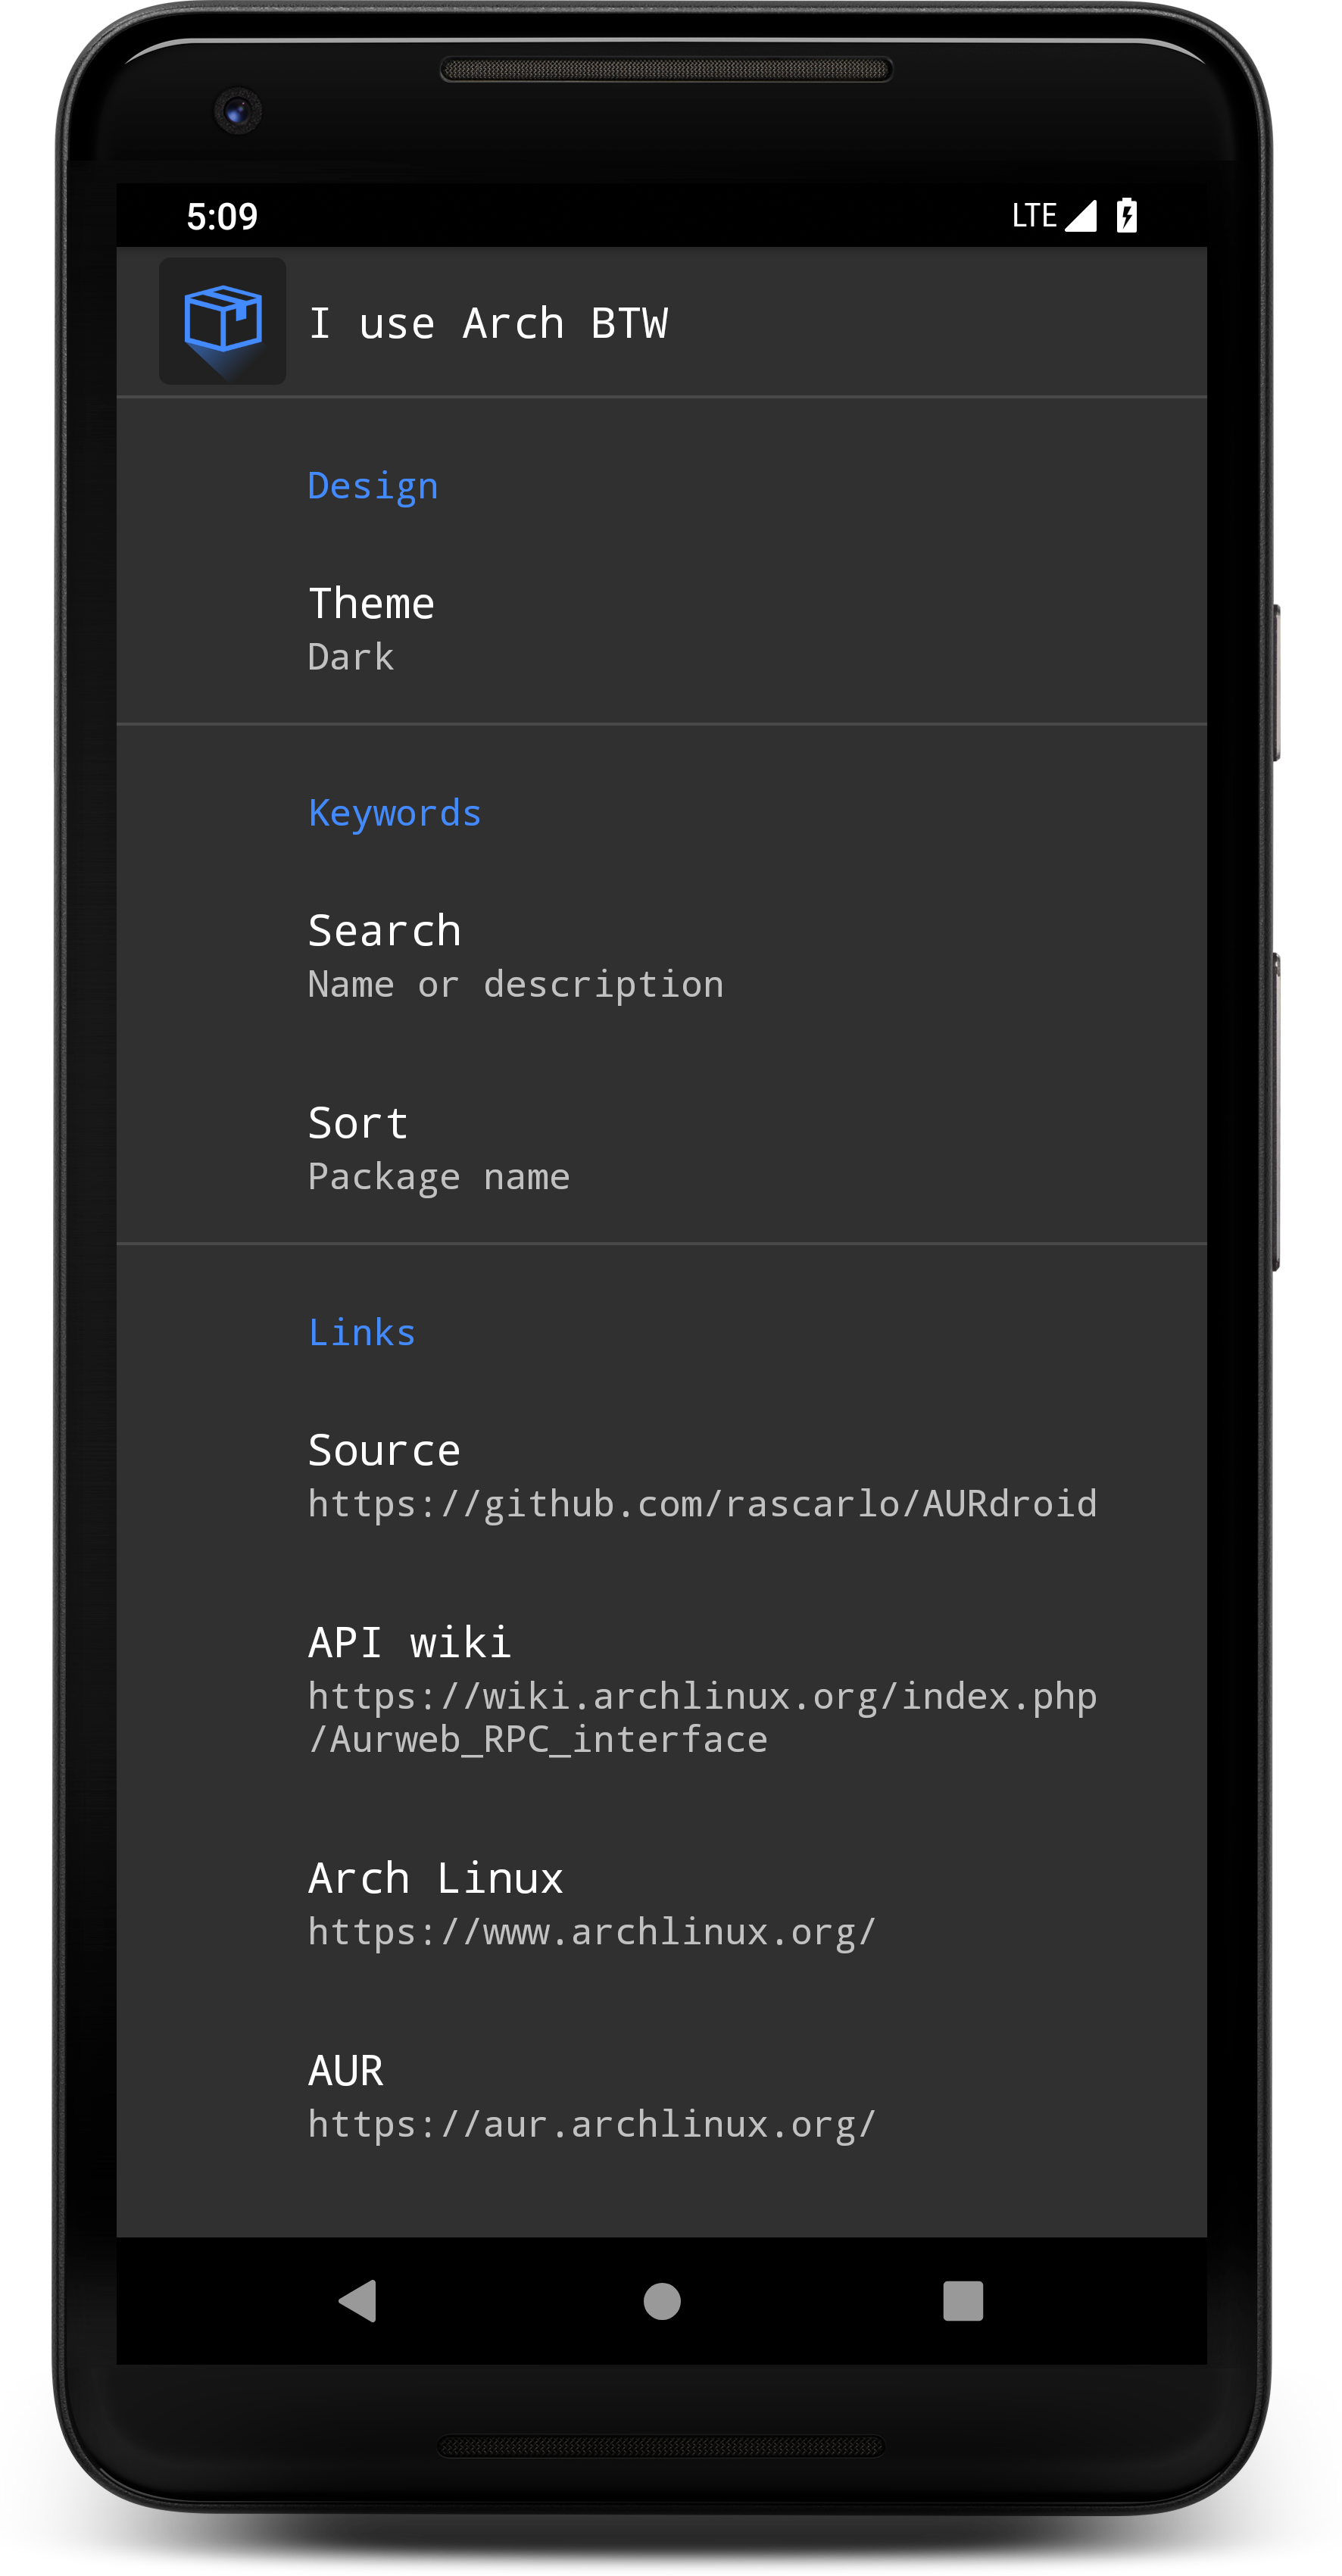 5:09
LTE
I use Arch BTW
Design
Theme
Dark
Keywords
Search
Name or description
Sort
Package name
Links
Source
https://github.com/rascarlo/AURdroid
API wiki
https://wiki.archlinux.org/index.php
/Aurweb_RPC_interface
Arch Linux
https://www.archlinux.org/
AUR
https://aur.archlinux.org/